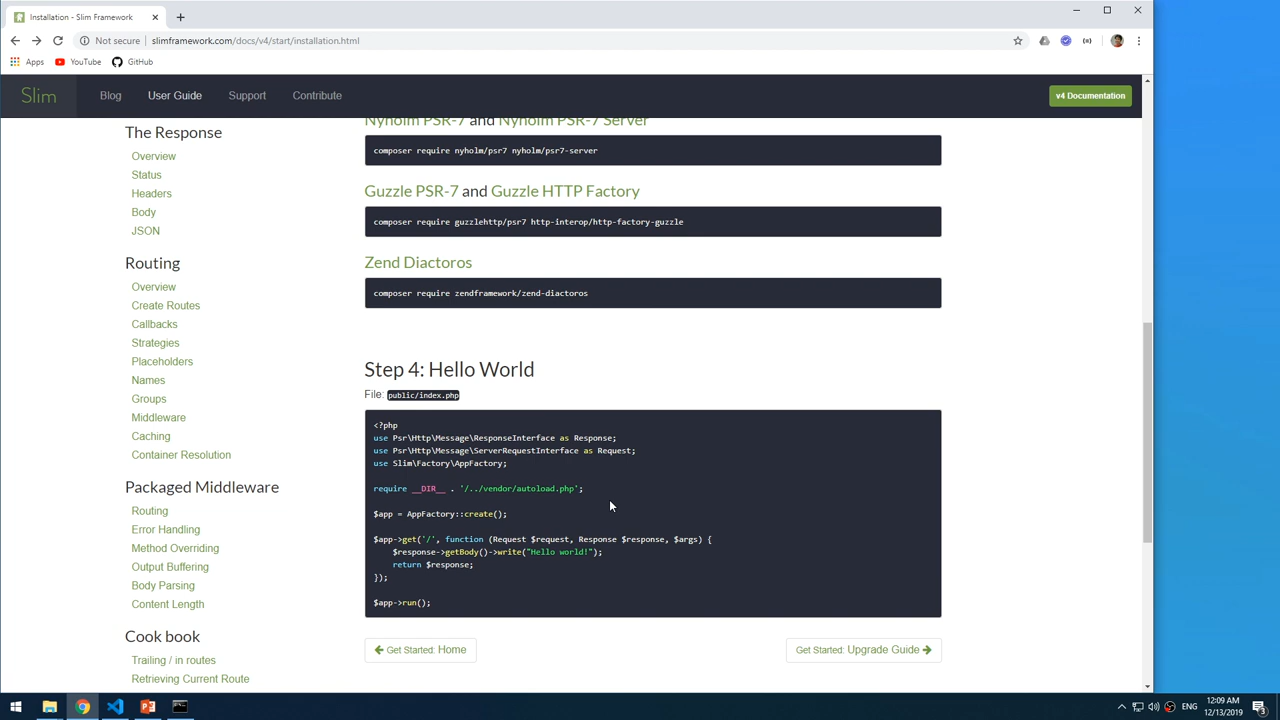 Installation - Slim Framework
Not secure | slimframework.com/docs/v4/start/installation.html
Apps YouTube GitHub
Slim Blog User Guide Support Contribute v4 Documentation
The Response
Overview
Status
Headers
Body
JSON
Routing
Overview
Create Routes
Callbacks
Strategies
Placeholders
Names
Groups
Middleware
Caching
Container Resolution
Packaged Middleware
Routing
Error Handling
Method Overriding
Output Buffering
Body Parsing
Content Length
Cook book
Trailing / in routes
Retrieving Current Route
Nyholm PSR-7 and Nyholm PSR-7 Server
composer require nyholm/psr7 nyholm/psr7-server
Guzzle PSR-7 and Guzzle HTTP Factory
composer require guzzlehttp/psr7 http-interop/http-factory-guzzle
Zend Diactoros
composer require zendframework/zend-diactoros
Step 4: Hello World
File: public/index.php
<?php
use Psr\Http\Message\ResponseInterface as Response;
use Psr\Http\Message\ServerRequestInterface as Request;
use Slim\Factory\AppFactory;
require __DIR__ . '/../vendor/autoload.php';
$app = AppFactory::create();
$app->get('/', function (Request $request, Response $response, $args) {
$response->getBody()->write("Hello world!");
return $response;
});
$app->run();
Get Started: Home
Get Started: Upgrade Guide
ENG
12:09 AM
12/13/2019
3